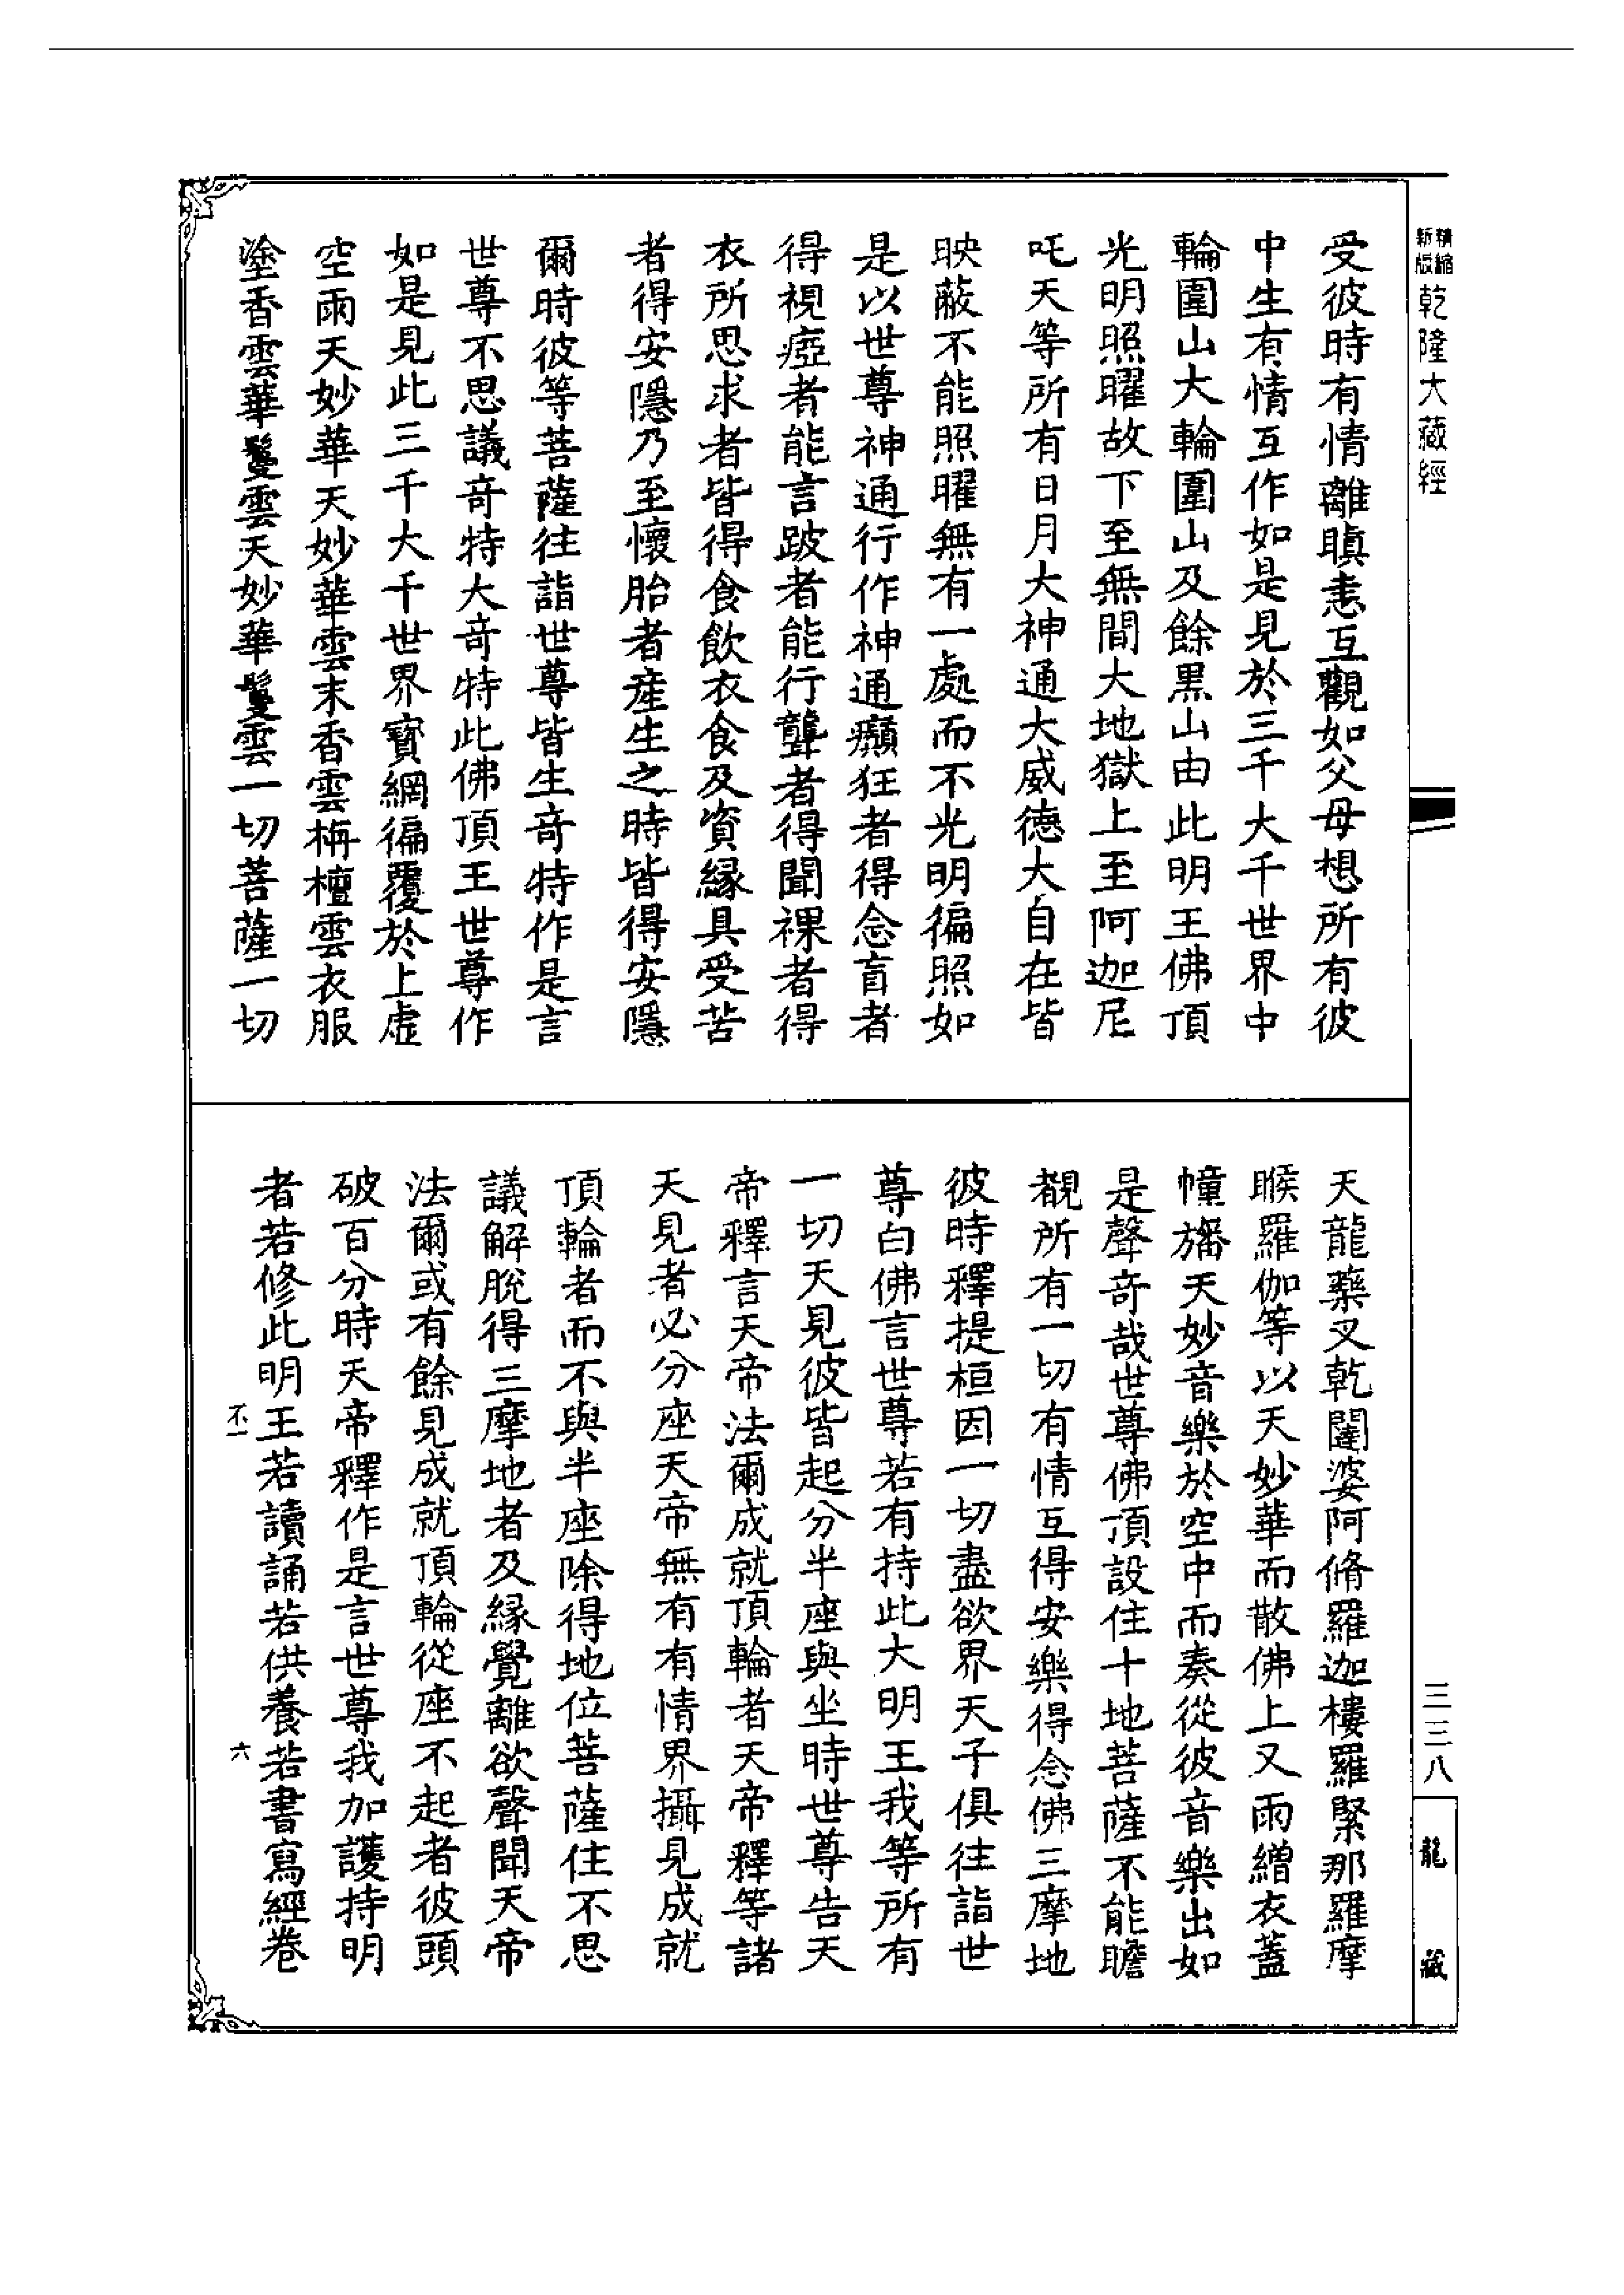 精縮新版乾隆大藏經
受彼時有情離瞋恚互觀如父母想所有彼
中生有情互作如是見於三千大千世界中
輪圍山大輪圍山及餘黒山由此明王佛頂
光明照曜故下至無間大地獄上至阿迦尼
吒天等所有日月大神通大威德大自在皆
映蔽不能照曜無有一處而不光明徧照如
是以世尊神通行作神通癲狂者得念盲者
得視瘂者能言跛者能行聾者得聞裸者得
衣所思求者皆得食飲衣食及資緣具受苦
者得安隱乃至懷胎者産生之時皆得安隱
爾時彼等菩薩往詣世尊皆生竒特作是言
世尊不思議竒特大竒特此佛頂王世尊作
如是見此三千大千世界寳網徧覆於上虛
空雨天妙華天妙華雲末香雲栴檀雲衣服
塗香雲華鬘雲天妙華鬘雲一切菩薩一切
天龍藥叉乾闥婆阿脩羅迦樓羅緊那羅摩
睺羅伽等以天妙華而散佛上又雨繒衣蓋
幢旛天妙音樂於空中而奏從彼音樂出如
是聲竒哉世尊佛頂設住十地菩薩不能瞻
覩所有一切有情互得安樂得念佛三摩地
彼時釋提桓因一切盡欲界天子俱往詣世
尊白佛言世尊若有持此大明王我等所有
一切天見彼皆起分半座與坐時世尊告天
帝釋言天帝法爾成就頂輪者天帝釋等諸
天見者必分座天帝無有有情界攝見成就
頂輪者而不與半座除得地位菩薩住不思
議解脫得三摩地者及緣覺離欲聲聞天帝
法爾或有餘見成就頂輪從座不起者彼頭
破百分時天帝釋作是言世尊我加護持明
者若修此明王若讀誦若供養若書寫經卷
不一
六
三三八
龍藏